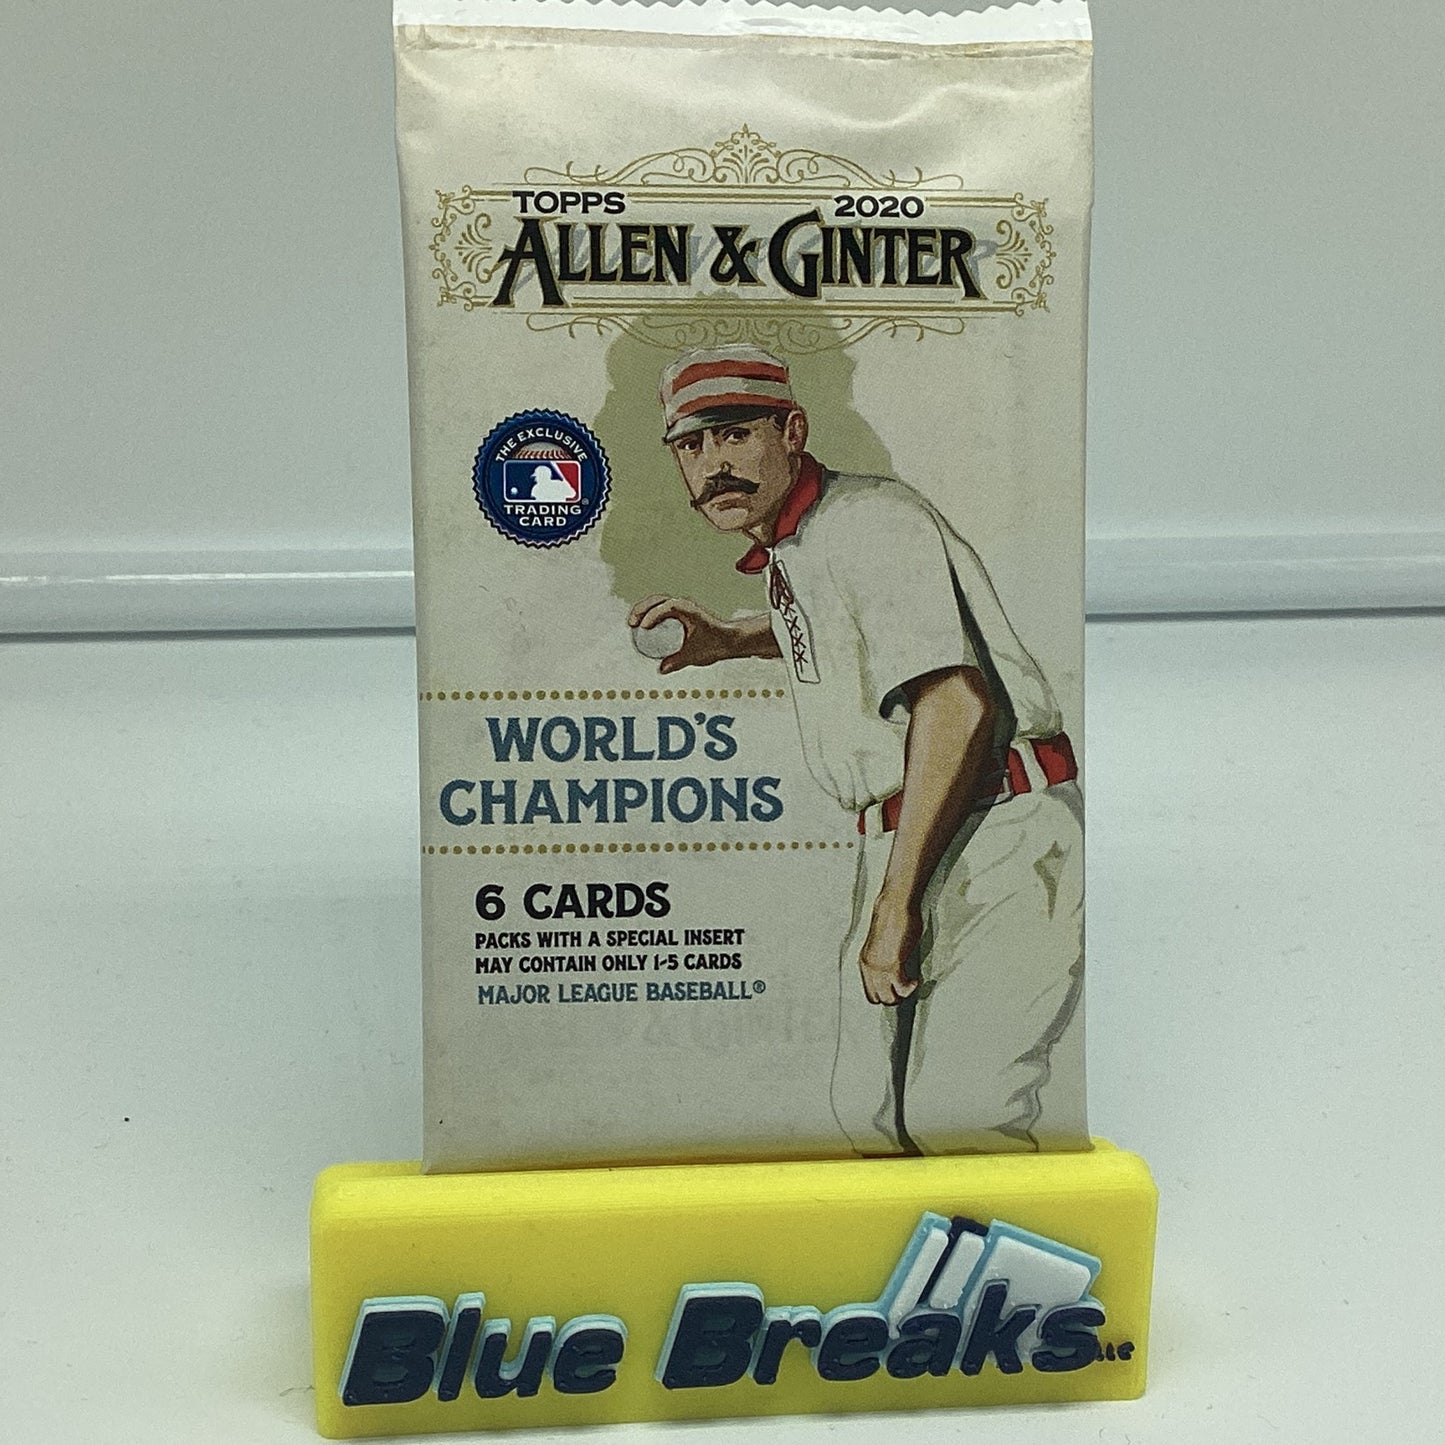 TOPPS 2020
ALLEN & GINTER
THE EXCLUSIVE
TRADING
CARD
WORLD'S
CHAMPIONS
6 CARDS
PACKS WITH A SPECIAL INSERT
MAY CONTAIN ONLY 1-5 CARDS
MAJOR LEAGUE BASEBALL®
Blue Breaks LLC